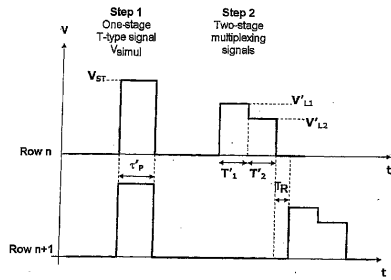 Step 1
One-stage
T-type signal
Vsimul
Step 2
Two-stage
multiplexing
signals
V
VST
V'L1
V'L2
Row n
t
τ'P
T'1
T'2
TR
Row n+1
t